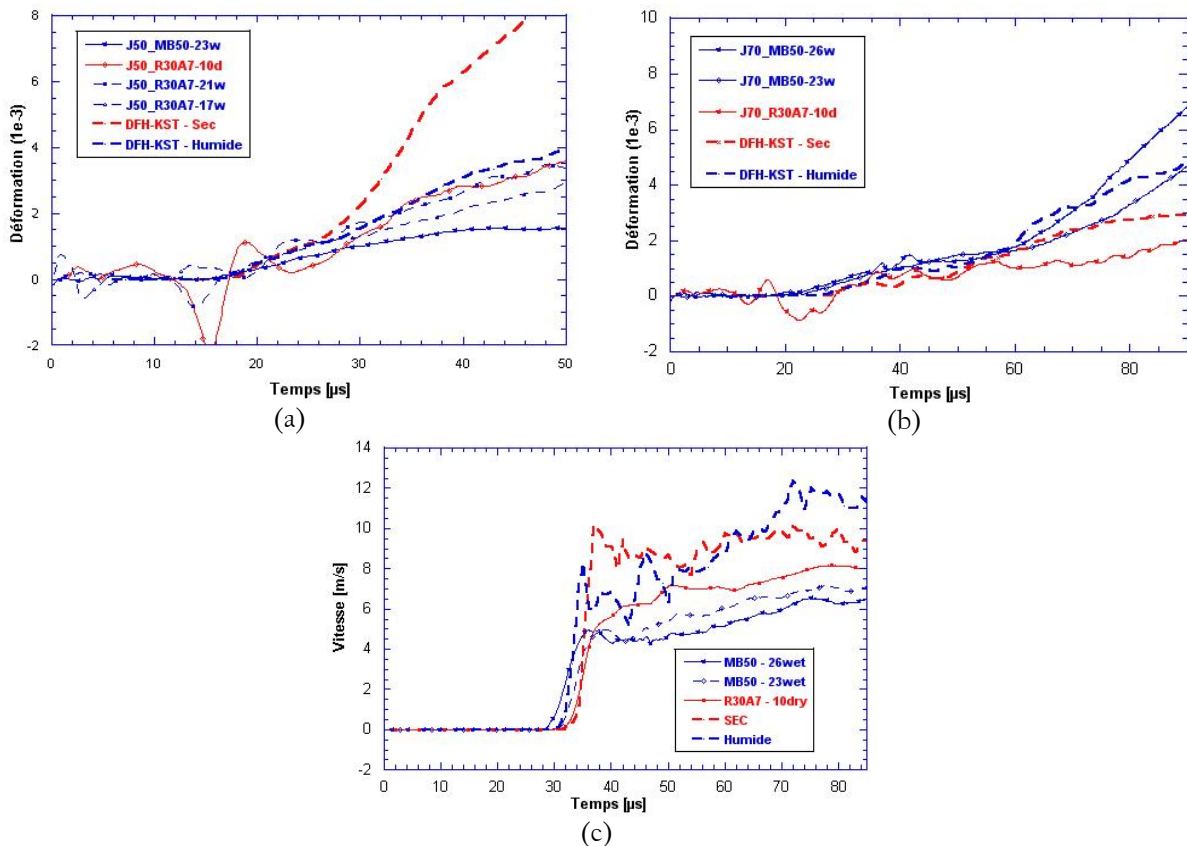 8
6
4
2
0
-2
Déformation (1e-3)
J50_MB50-23w
J50_R30A7-10d
J50_R30A7-21w
J50_R30A7-17w
DFH-KST - Sec
DFH-KST - Humide
0 10 20 30 40 50
Temps [µs]
(a)
10
8
6
4
2
0
-2
Déformation (1e-3)
J70_MB50-26w
J70_MB50-23w
J70_R30A7-10d
DFH-KST - Sec
DFH-KST - Humide
0 20 40 60 80
Temps [µs]
(b)
14
12
10
8
6
4
2
0
-2
Vitesse [m/s]
MB50 - 26wet
MB50 - 23wet
R30A7 - 10dry
SEC
Humide
0 10 20 30 40 50 60 70 80
Temps [µs]
(c)